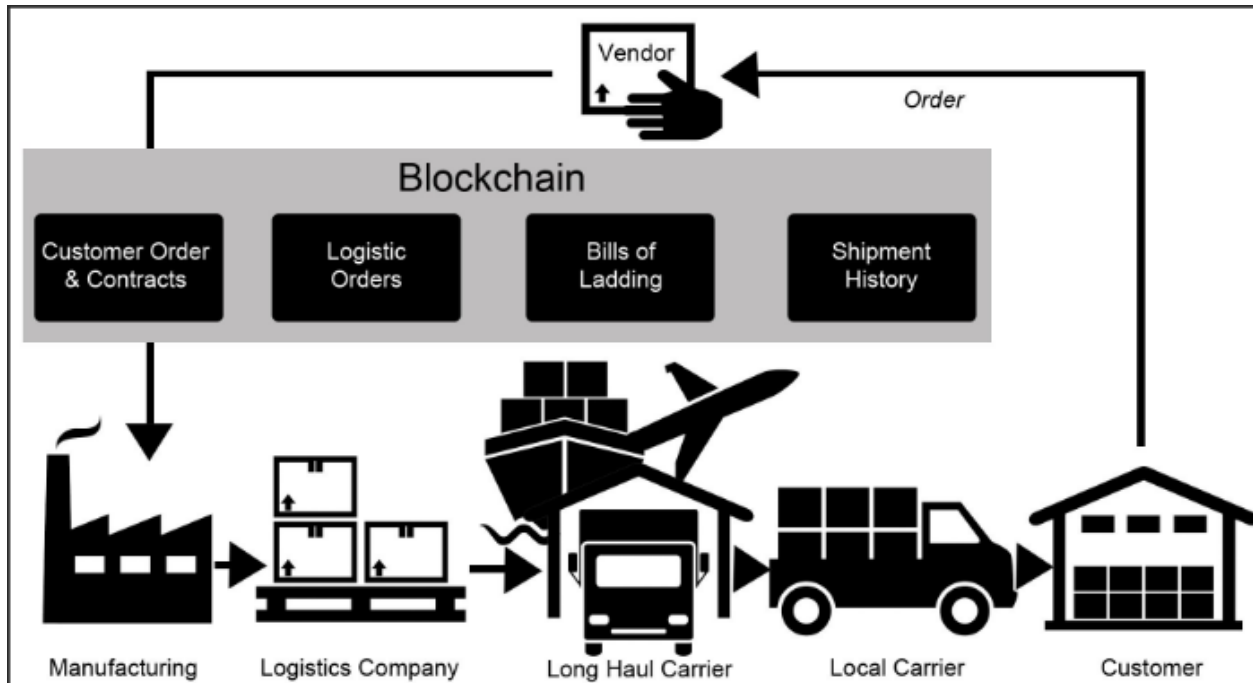 Vendor
Order
Blockchain
Customer Order
& Contracts
Logistic
Orders
Bills of
Ladding
Shipment
History
Manufacturing
Logistics Company
Long Haul Carrier
Local Carrier
Customer